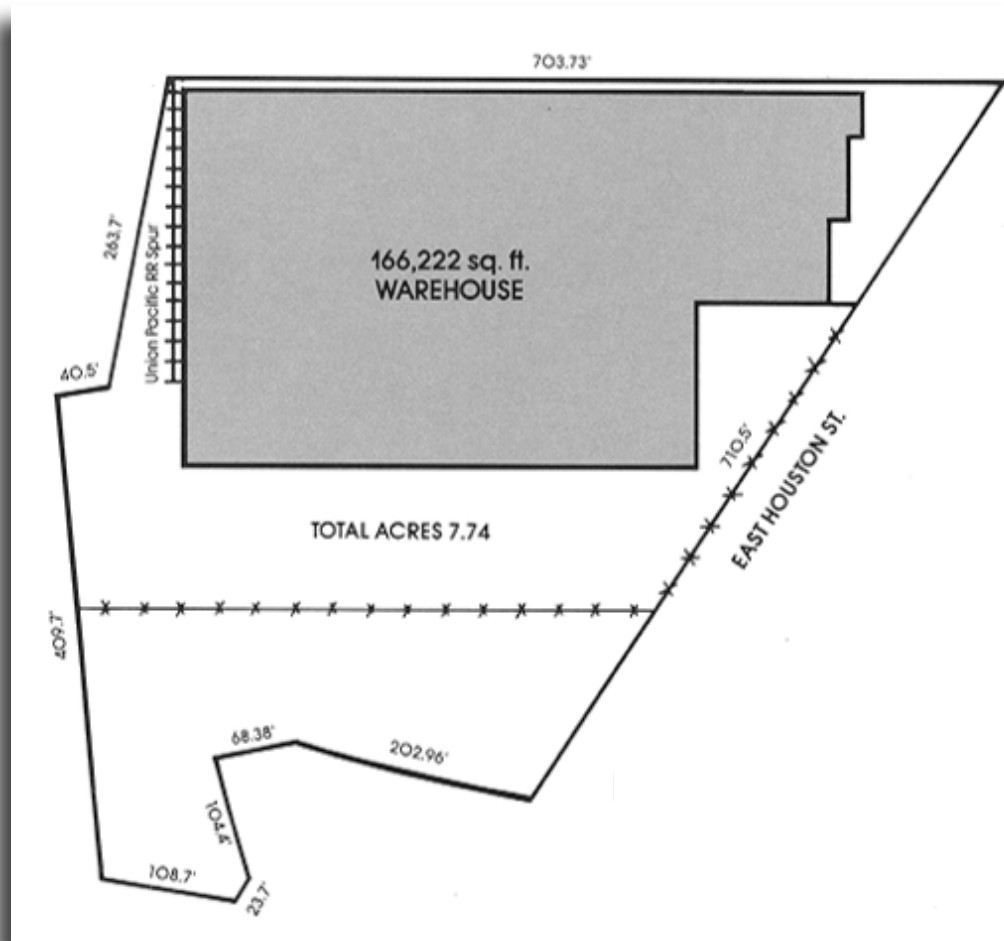 703.73'
263.7'
Union Pacific RR Spur
166,222 sq. ft.
WAREHOUSE
40.5'
710.5'
EAST HOUSTON ST.
TOTAL ACRES 7.74
409.7'
68.38'
202.96'
104.4'
108.7'
23.7'